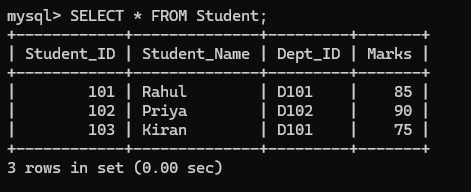 mysql> SELECT * FROM Student;
+------------+--------------+---------+-------+
| Student_ID | Student_Name | Dept_ID | Marks |
+------------+--------------+---------+-------+
|        101 | Rahul        | D101    |    85 |
|        102 | Priya        | D102    |    90 |
|        103 | Kiran        | D101    |    75 |
+------------+--------------+---------+-------+
3 rows in set (0.00 sec)